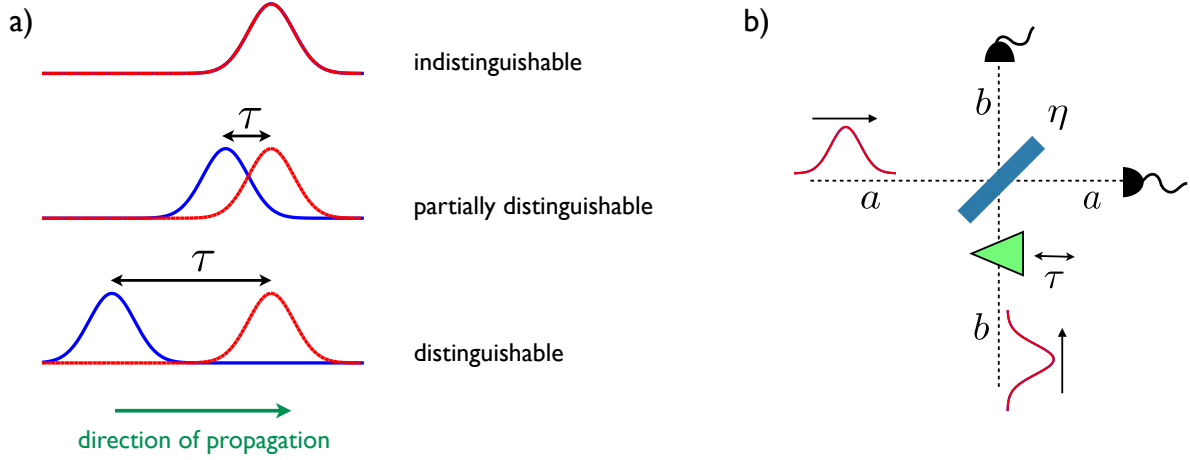 a)
indistinguishable
τ
partially distinguishable
τ
distinguishable
direction of propagation
b)
b
η
a
a
τ
b